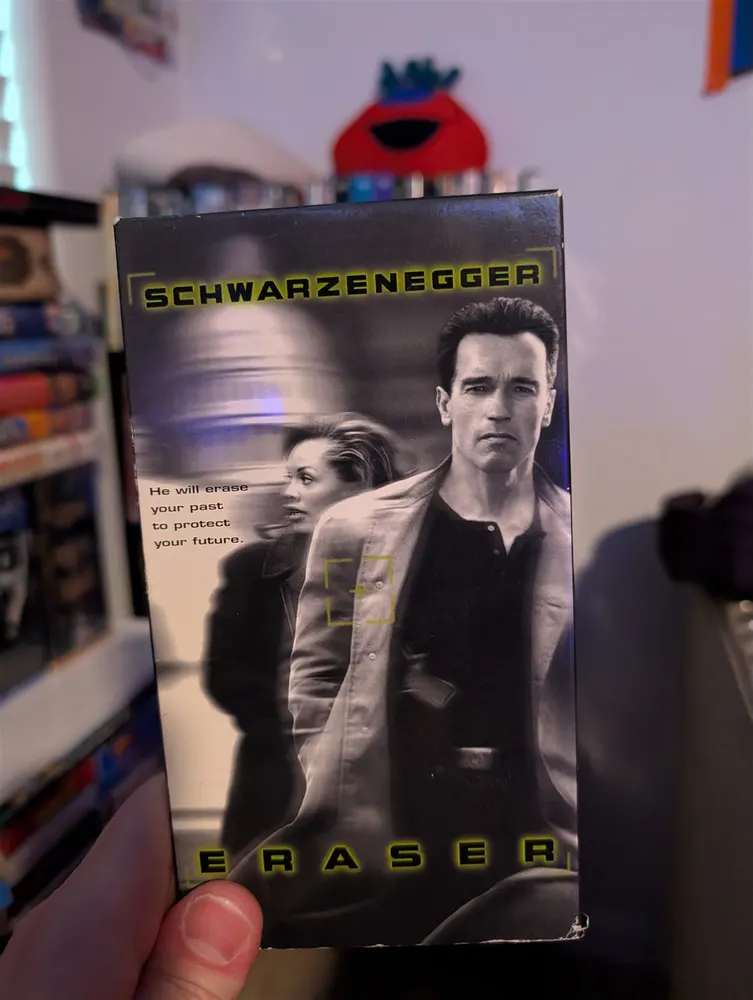 SCHWARZENEGGER
He will erase
your past
to protect
your future.
ERASER